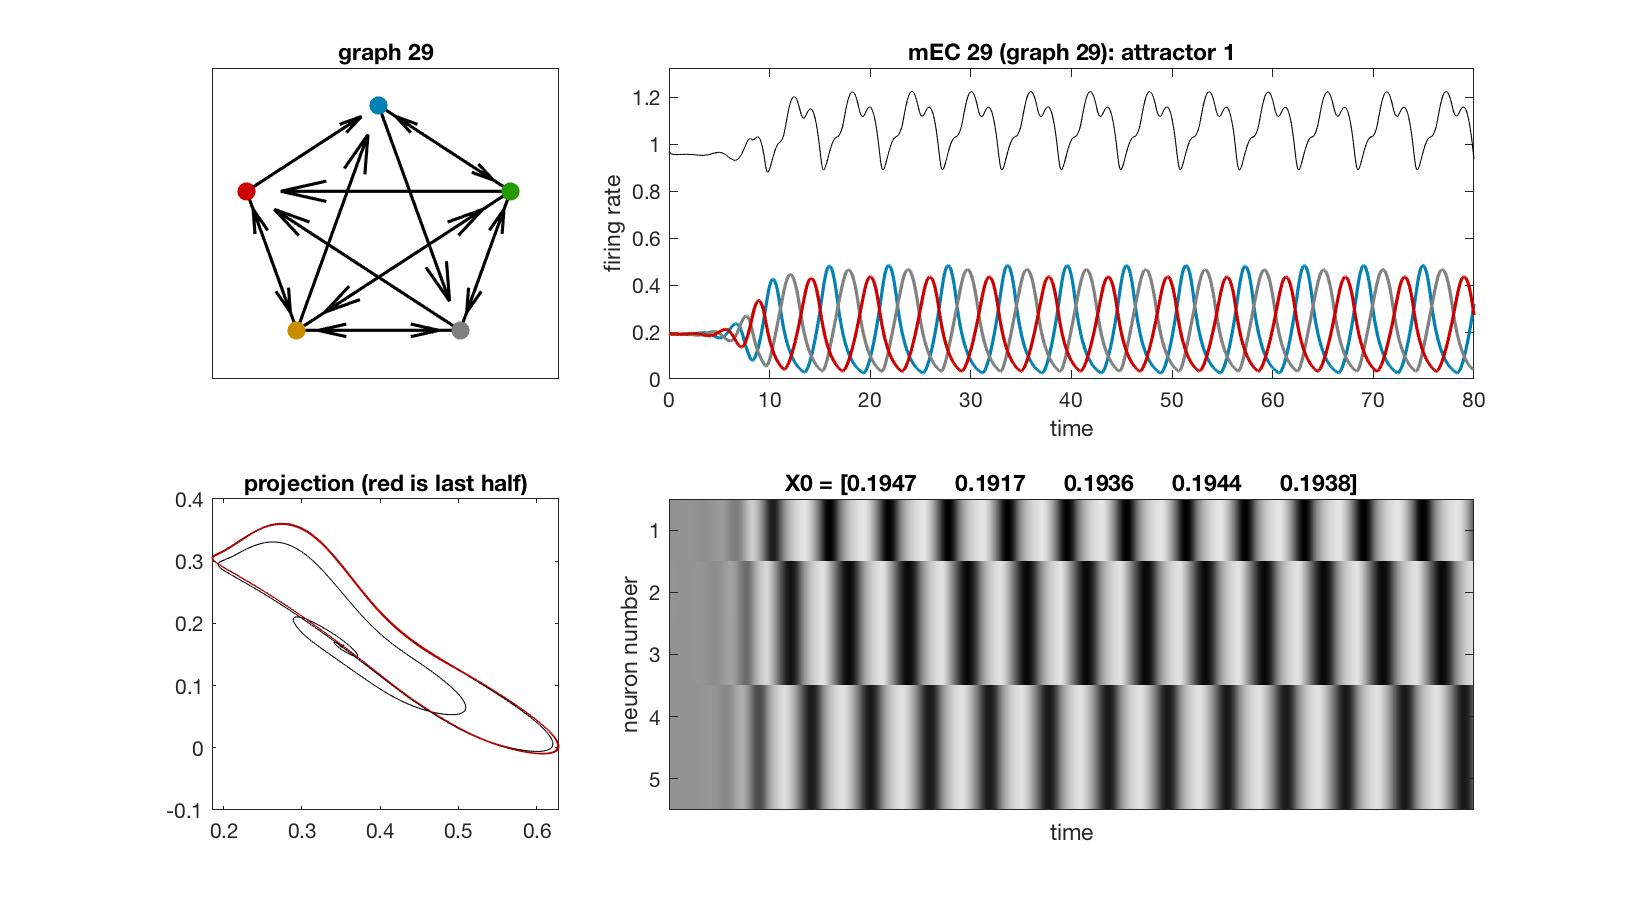 graph 29
mEC 29 (graph 29): attractor 1
1.2
1
0.8
0.6
0.4
0.2
0
firing rate
0 10 20 30 40 50 60 70 80
time
projection (red is last half)
0.4
0.3
0.2
0.1
0
-0.1
0.2 0.3 0.4 0.5 0.6
X0 = [0.1947 0.1917 0.1936 0.1944 0.1938]
neuron number
1
2
3
4
5
time